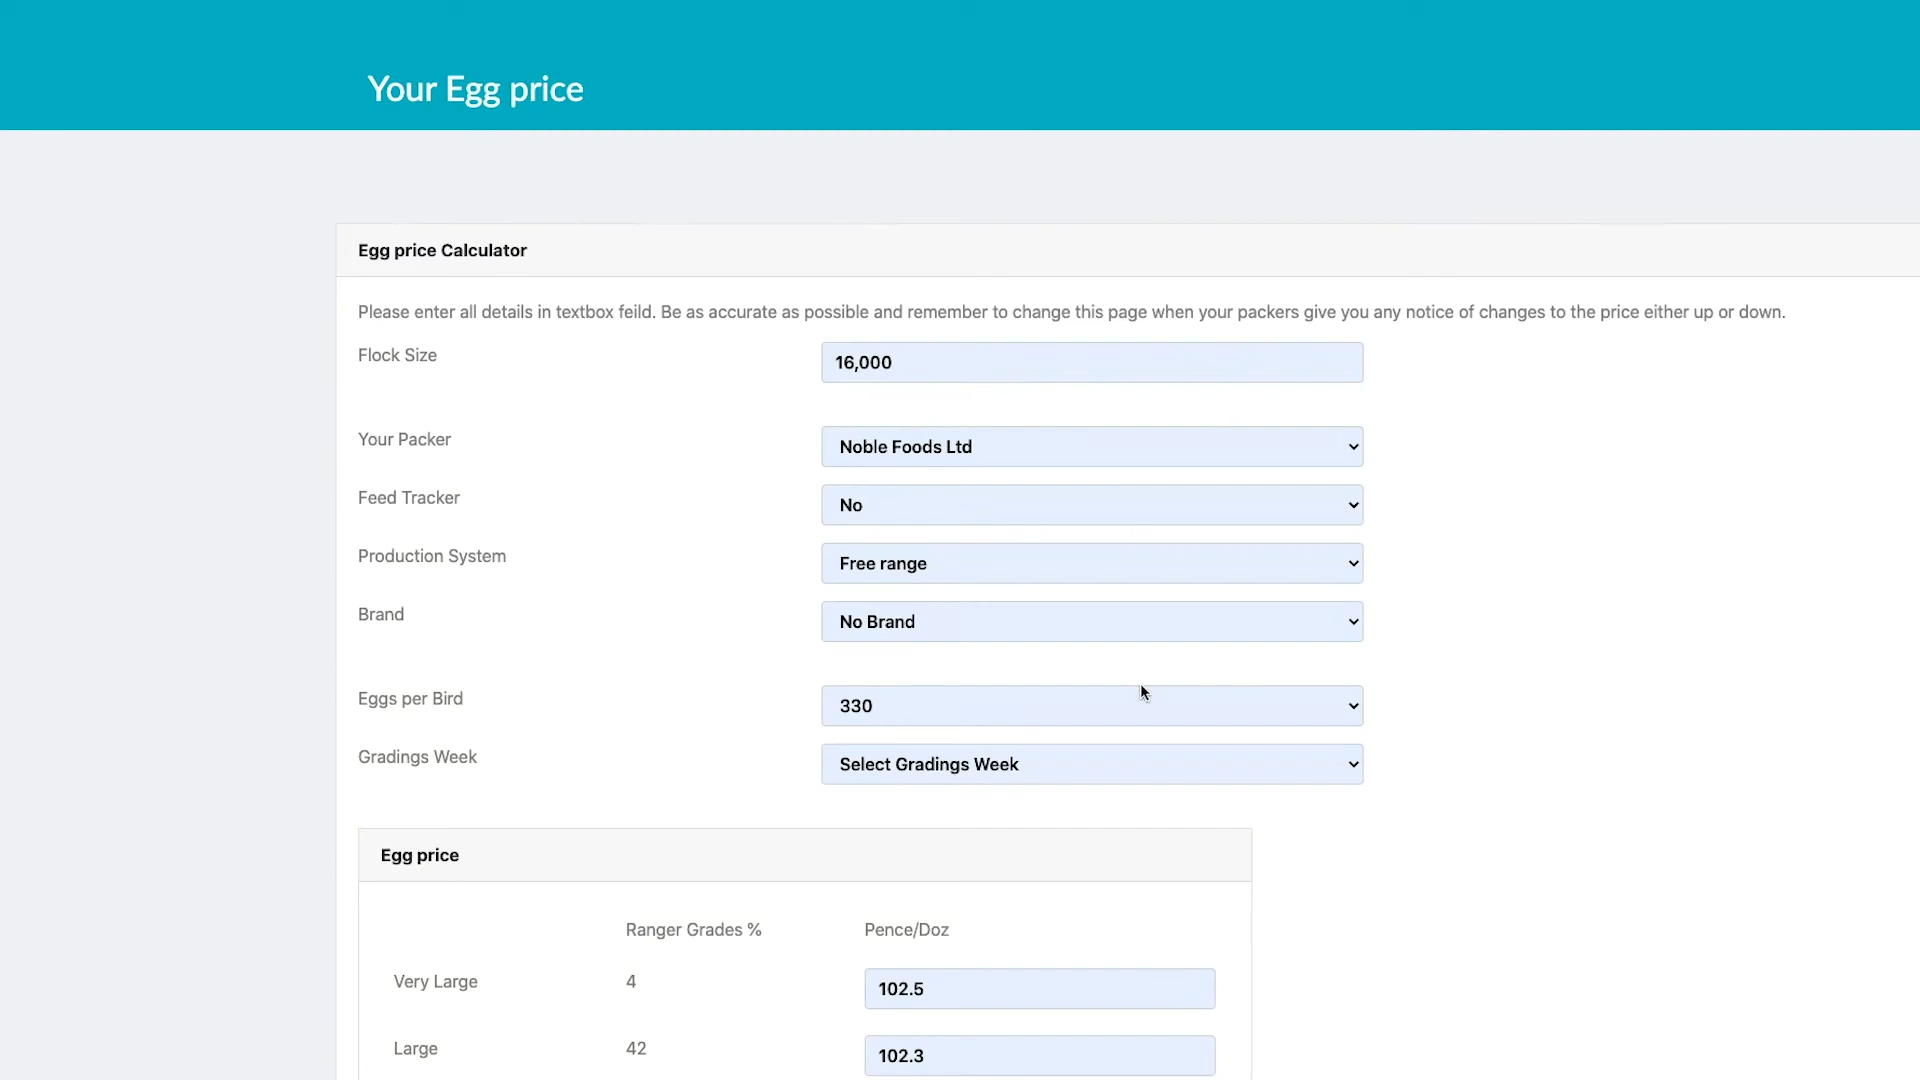 Your Egg price
Egg price Calculator
Please enter all details in textbox feild. Be as accurate as possible and remember to change this page when your packers give you any notice of changes to the price either up or down.
Flock Size 16,000
Your Packer Noble Foods Ltd
Feed Tracker No
Production System Free range
Brand No Brand
Eggs per Bird 330
Gradings Week Select Gradings Week
Egg price
Ranger Grades % Pence/Doz
Very Large 4 102.5
Large 42 102.3